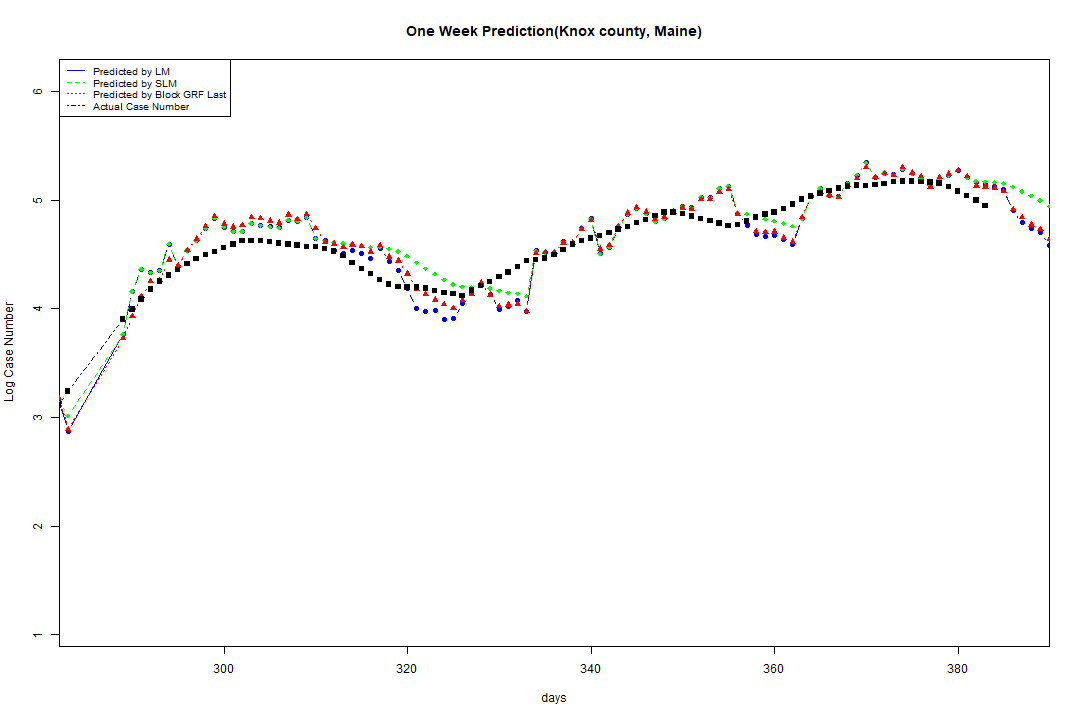 One Week Prediction(Knox county, Maine)
Predicted by LM
Predicted by SLM
Predicted by Block GRF Last
Actual Case Number
6
5
4
3
2
1
Log Case Number
300 320 340 360 380
days